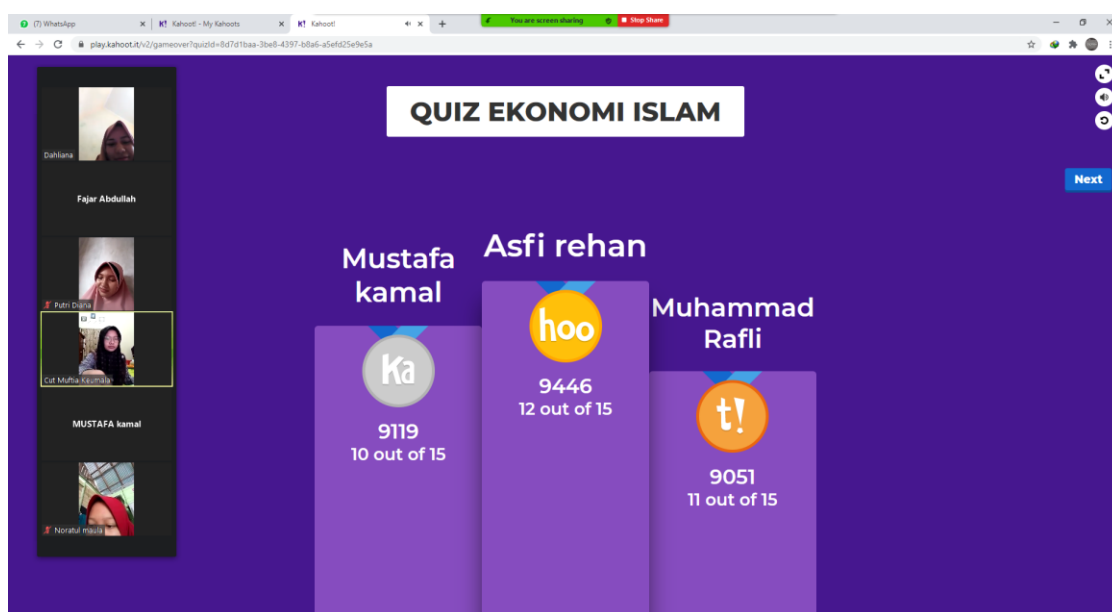 (7) WhatsApp
K! Kahoot! - My Kahoots
K! Kahoot!
You are screen sharing
Stop Share
play.kahoot.it/v2/gameover?quizId=8d7d1baa-3be8-4397-b8a6-a5efd25e9e5a
QUIZ EKONOMI ISLAM
Next
Dahliana
Fajar Abdullah
Putri Diana
Cut Muftia Keumala
MUSTAFA kamal
Noratul maula
Asfi rehan
hoo
9446
12 out of 15
Mustafa
kamal
Ka
9119
10 out of 15
Muhammad
Rafli
t!
9051
11 out of 15